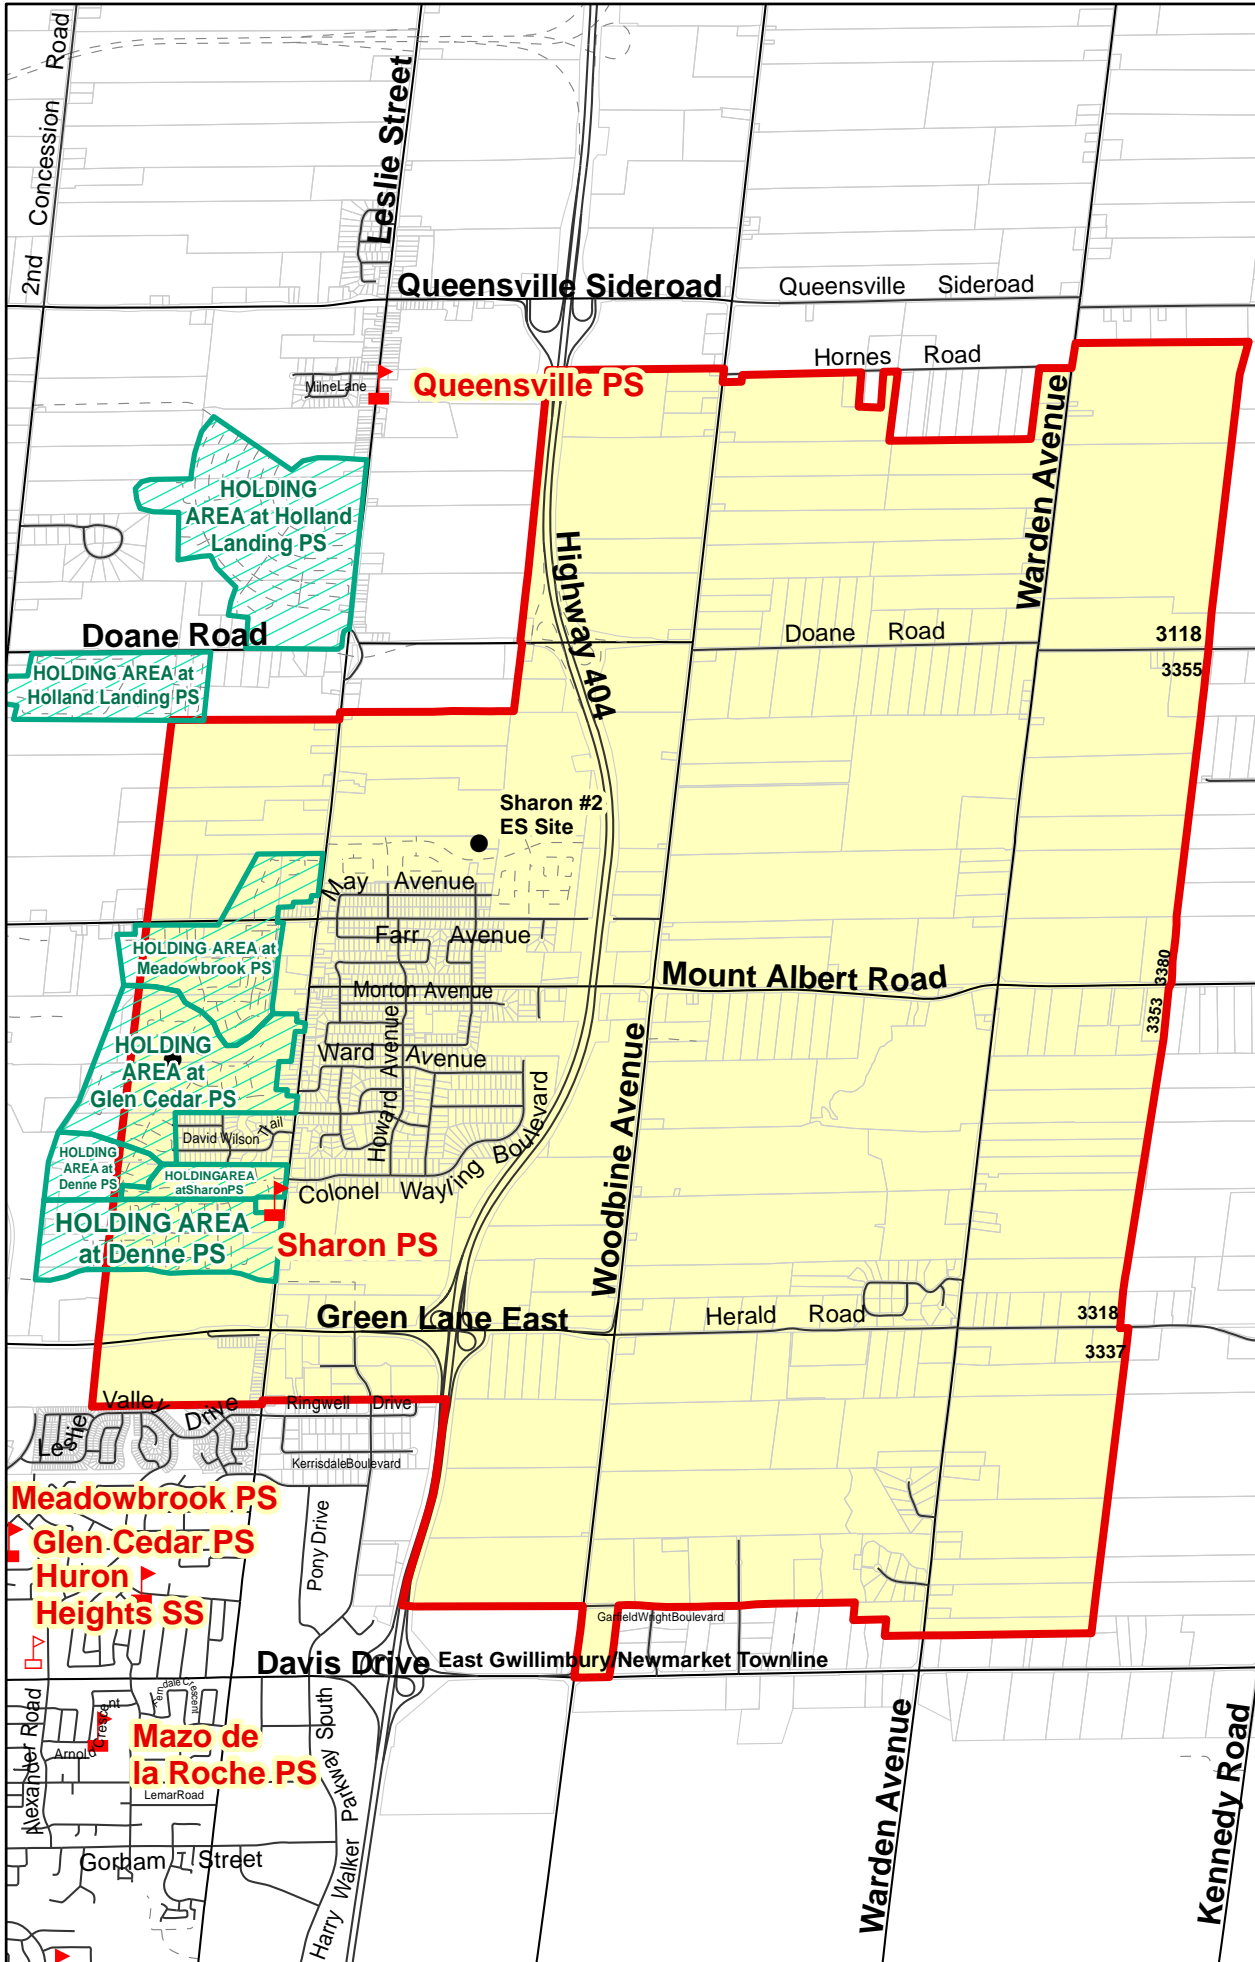 2nd Concession Road
Leslie Street
Queensville Sideroad
Queensville Sideroad
Hornes Road
MilneLane
Queensville PS
Warden Avenue
HOLDING
AREA at Holland
Landing PS
Highway 404
Doane Road
Doane Road
3118
3355
HOLDING AREA at
Holland Landing PS
Sharon #2
ES Site
May Avenue
Farr Avenue
HOLDING AREA at
Meadowbrook PS
Mount Albert Road
3380
3353
Morton Avenue
HOLDING
AREA at
Glen Cedar PS
Ward Avenue
Howard Avenue
Woodbine Avenue
David Wilson Trail
HOLDING
AREA at
Denne PS
HOLDINGAREA
atSharonPS
Colonel Wayling Boulevard
HOLDING AREA
at Denne PS
Sharon PS
Green Lane East
Herald Road
3318
3337
Leslie Valley Drive
Ringwell Drive
KerrisdaleBoulevard
Meadowbrook PS
Glen Cedar PS
Huron
Heights SS
Pony Drive
GarfieldWrightBoulevard
Davis Drive
East Gwillimbury/Newmarket Townline
Kerndale Crescent
Arnold Crescent
Mazo de
la Roche PS
LemarRoad
Alexander Road
Gorham Street
Harry Walker Parkway South
Warden Avenue
Kennedy Road